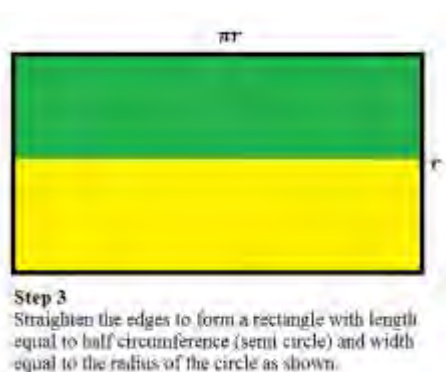 πr
r
Step 3
Straighten the edges to form a rectangle with length
equal to half circumference (semi circle) and width
equal to the radius of the circle as shown.